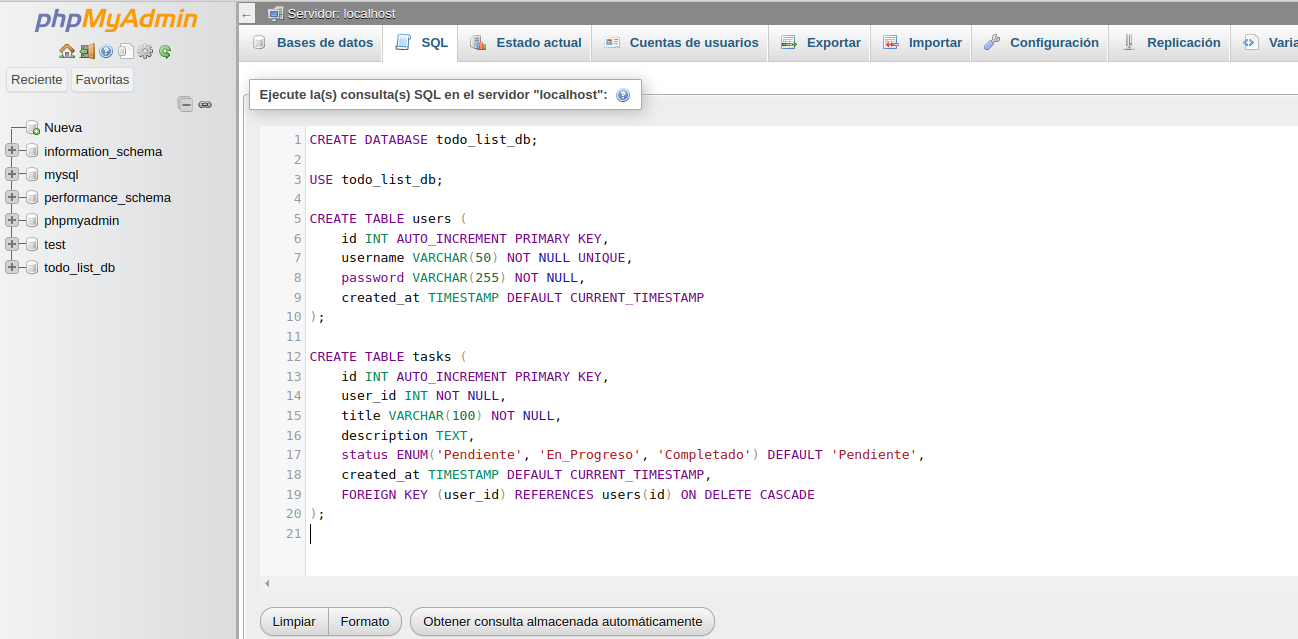 phpMyAdmin
Reciente Favoritas
Nueva
information_schema
mysql
performance_schema
phpmyadmin
test
todo_list_db
Servidor: localhost
Bases de datos SQL Estado actual Cuentas de usuarios Exportar Importar Configuración Replicación Varia
Ejecute la(s) consulta(s) SQL en el servidor "localhost":
1 CREATE DATABASE todo_list_db;
2
3 USE todo_list_db;
4
5 CREATE TABLE users (
6 id INT AUTO_INCREMENT PRIMARY KEY,
7 username VARCHAR(50) NOT NULL UNIQUE,
8 password VARCHAR(255) NOT NULL,
9 created_at TIMESTAMP DEFAULT CURRENT_TIMESTAMP
10 );
11
12 CREATE TABLE tasks (
13 id INT AUTO_INCREMENT PRIMARY KEY,
14 user_id INT NOT NULL,
15 title VARCHAR(100) NOT NULL,
16 description TEXT,
17 status ENUM('Pendiente', 'En_Progreso', 'Completado') DEFAULT 'Pendiente',
18 created_at TIMESTAMP DEFAULT CURRENT_TIMESTAMP,
19 FOREIGN KEY (user_id) REFERENCES users(id) ON DELETE CASCADE
20 );
21
Limpiar Formato Obtener consulta almacenada automáticamente